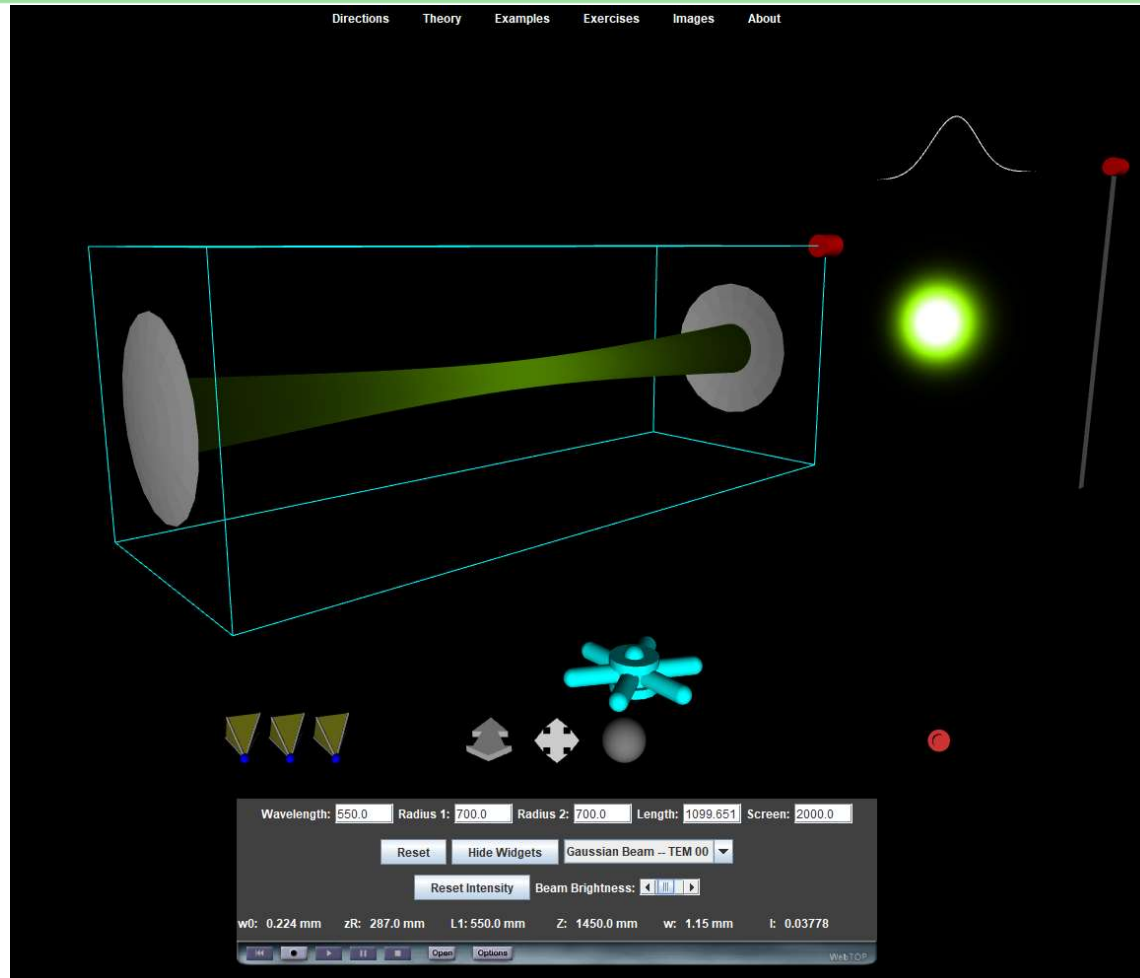 Directions Theory Examples Exercises Images About
Wavelength: 550.0 Radius 1: 700.0 Radius 2: 700.0 Length: 1099.651 Screen: 2000.0
Reset Hide Widgets Gaussian Beam -- TEM 00
Reset Intensity Beam Brightness:
w0: 0.224 mm zR: 287.0 mm L1: 550.0 mm Z: 1450.0 mm w: 1.15 mm I: 0.03778
Open Options WebTOP